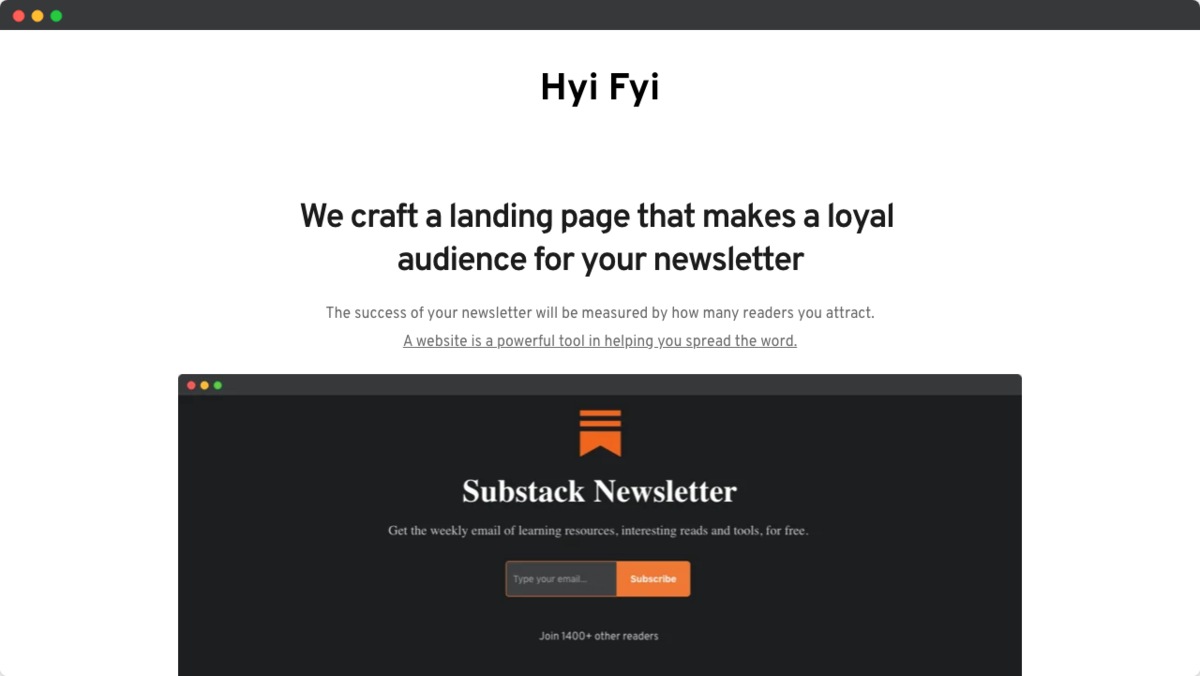 Hyi Fyi
We craft a landing page that makes a loyal
audience for your newsletter
The success of your newsletter will be measured by how many readers you attract.
A website is a powerful tool in helping you spread the word.
Substack Newsletter
Get the weekly email of learning resources, interesting reads and tools, for free.
Type your email... Subscribe
Join 1400+ other readers